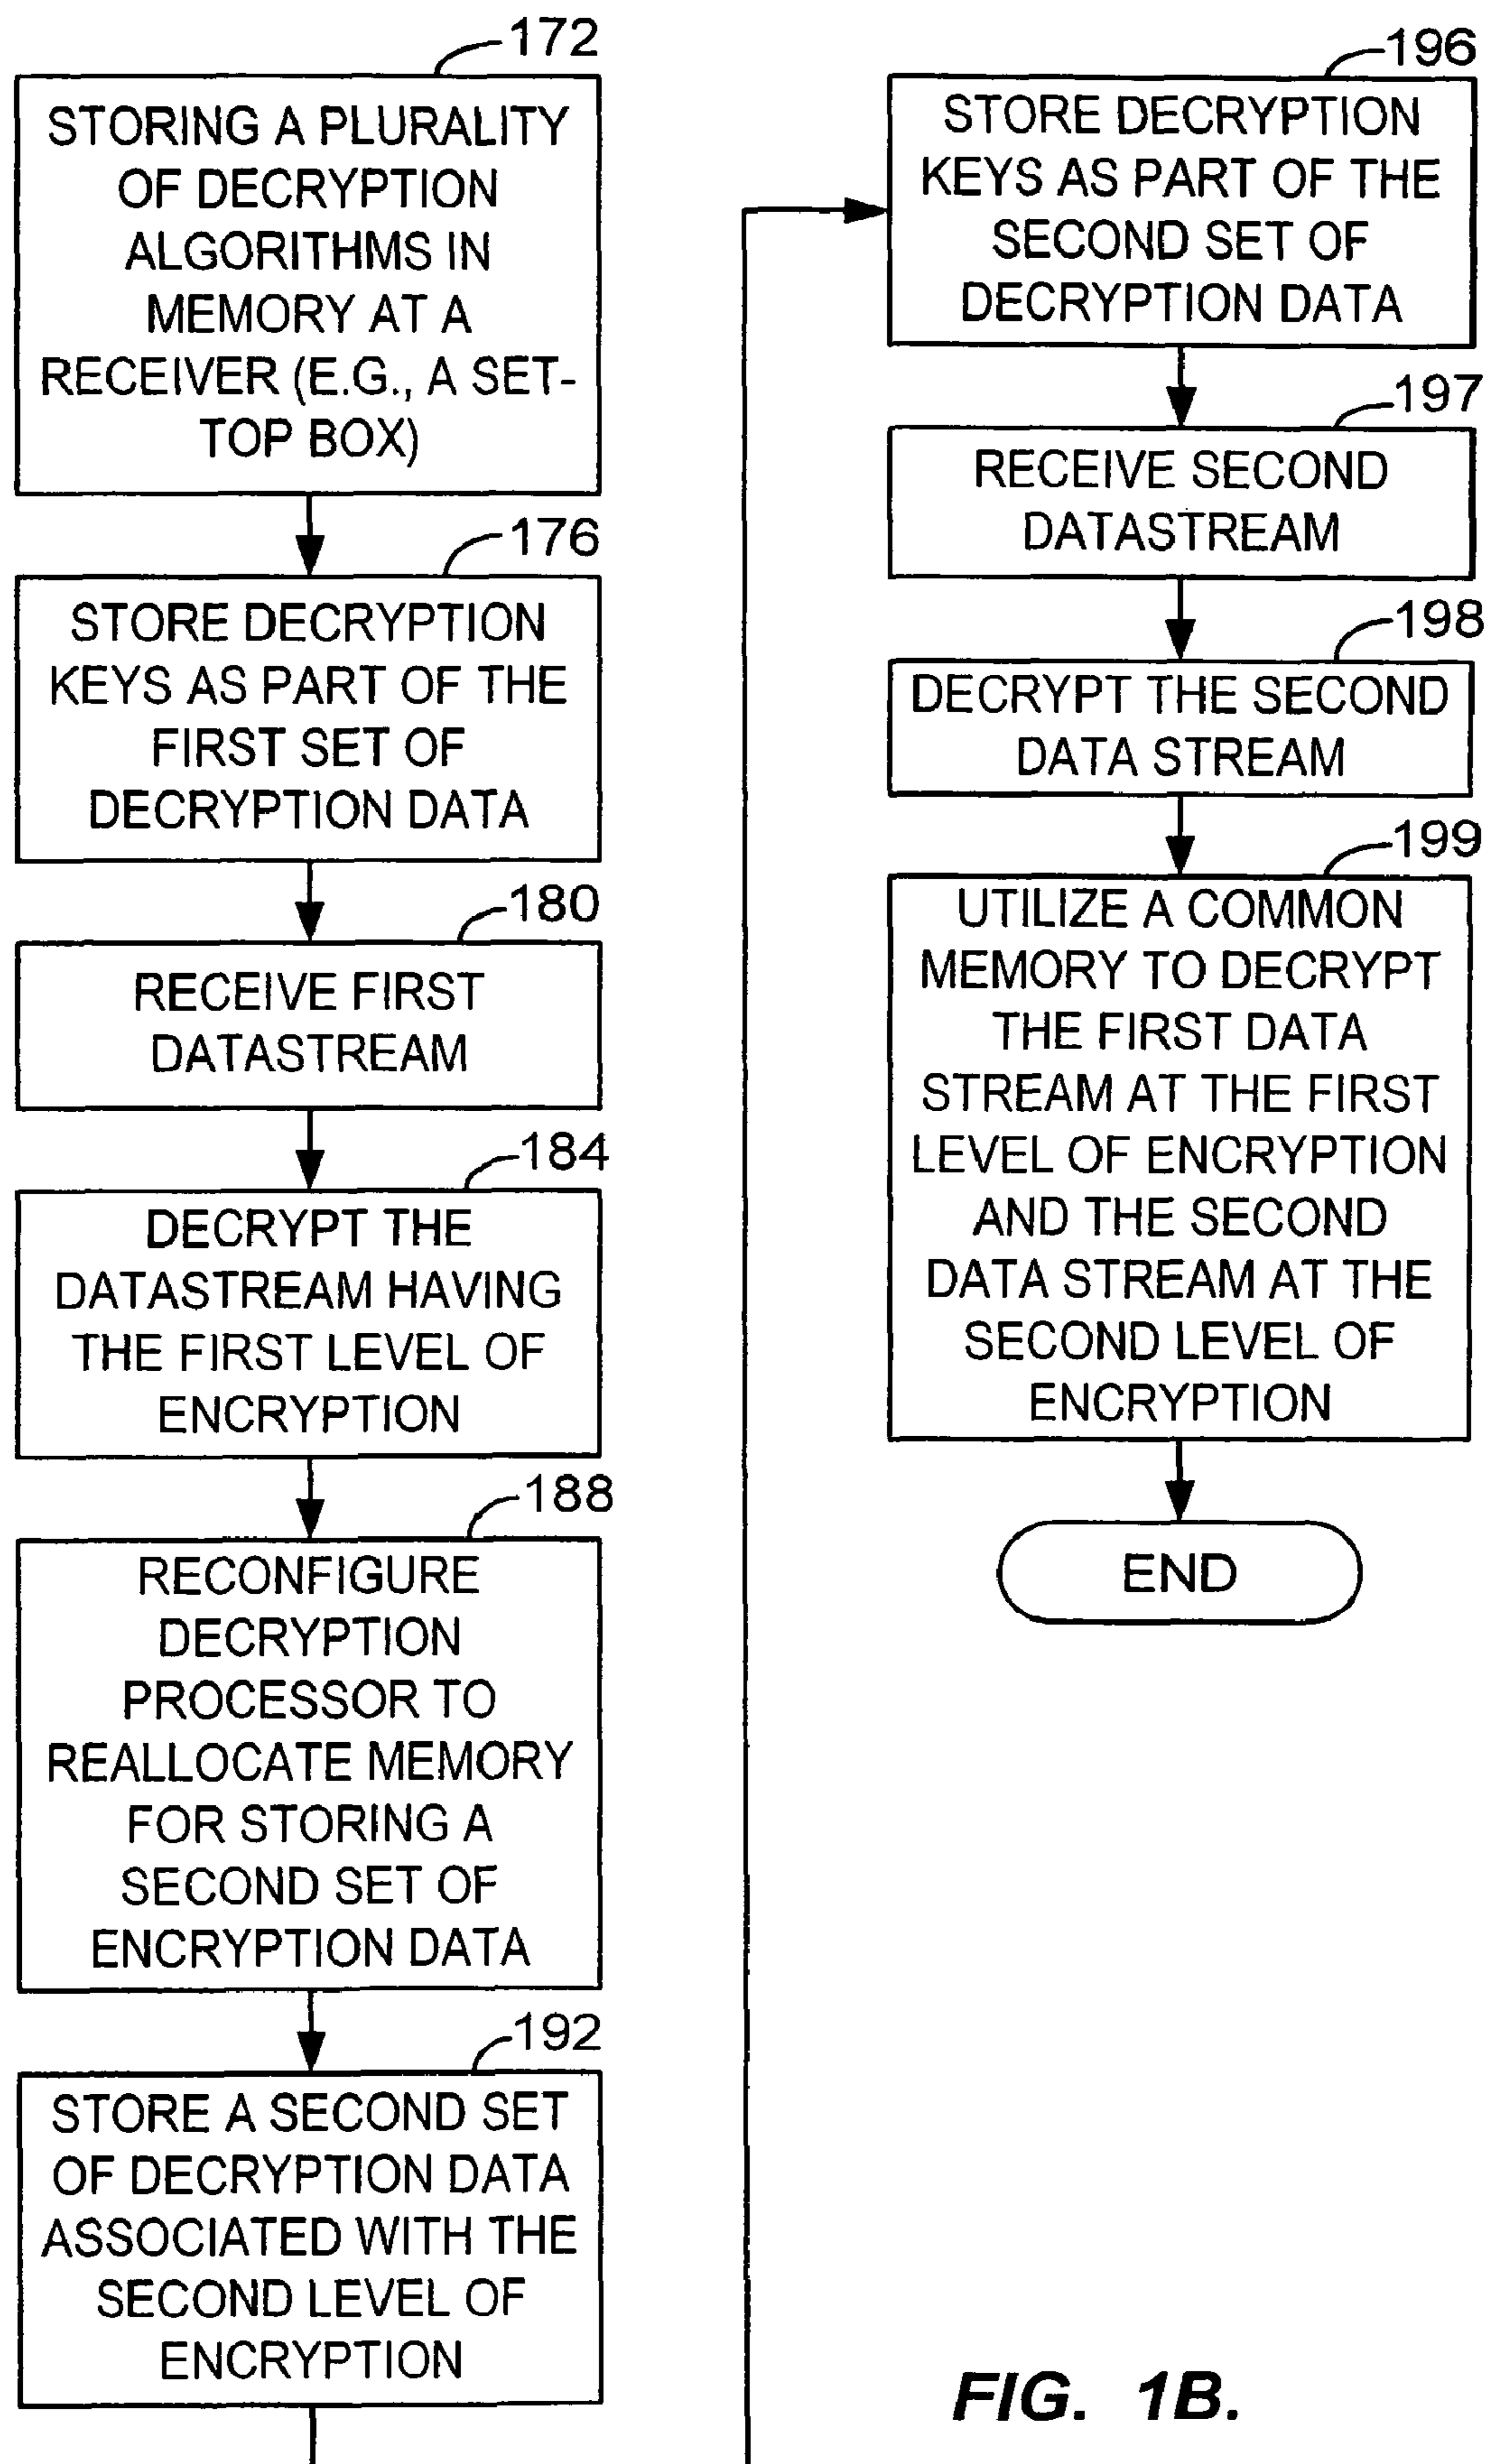 172
STORING A PLURALITY
OF DECRYPTION
ALGORITHMS IN
MEMORY AT A
RECEIVER (E.G., A SET-
TOP BOX)
176
STORE DECRYPTION
KEYS AS PART OF THE
FIRST SET OF
DECRYPTION DATA
180
RECEIVE FIRST
DATASTREAM
184
DECRYPT THE
DATASTREAM HAVING
THE FIRST LEVEL OF
ENCRYPTION
188
RECONFIGURE
DECRYPTION
PROCESSOR TO
REALLOCATE MEMORY
FOR STORING A
SECOND SET OF
ENCRYPTION DATA
192
STORE A SECOND SET
OF DECRYPTION DATA
ASSOCIATED WITH THE
SECOND LEVEL OF
ENCRYPTION
196
STORE DECRYPTION
KEYS AS PART OF THE
SECOND SET OF
DECRYPTION DATA
197
RECEIVE SECOND
DATASTREAM
198
DECRYPT THE SECOND
DATA STREAM
199
UTILIZE A COMMON
MEMORY TO DECRYPT
THE FIRST DATA
STREAM AT THE FIRST
LEVEL OF ENCRYPTION
AND THE SECOND
DATA STREAM AT THE
SECOND LEVEL OF
ENCRYPTION
END
FIG. 1B.